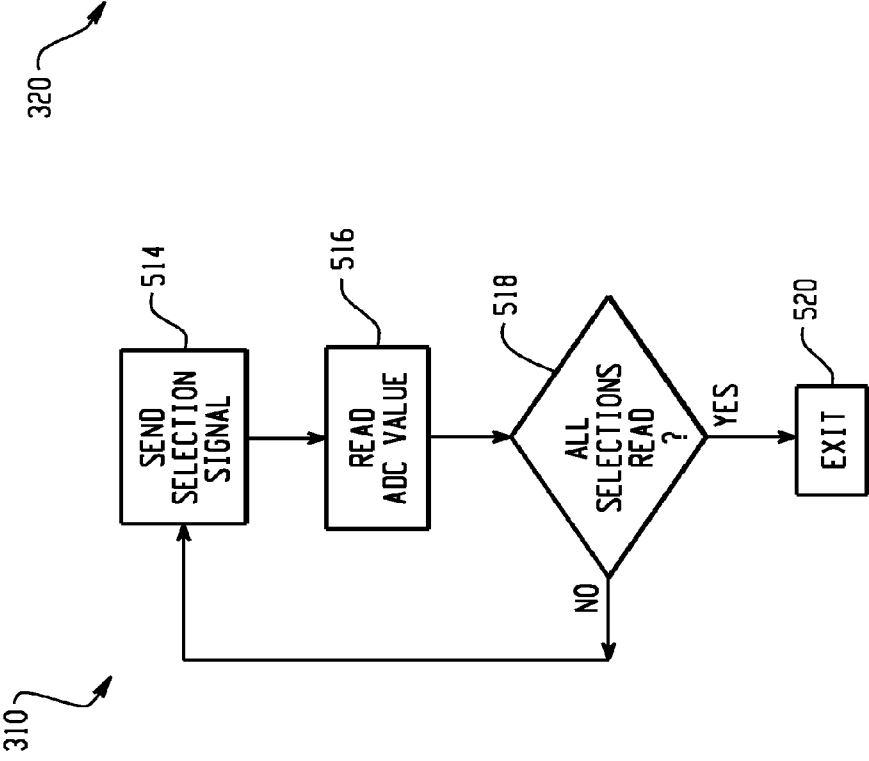 320
310
SEND
SELECTION
SIGNAL
514
READ
ADC VALUE
516
ALL
SELECTIONS
READ
?
518
NO
YES
EXIT
520